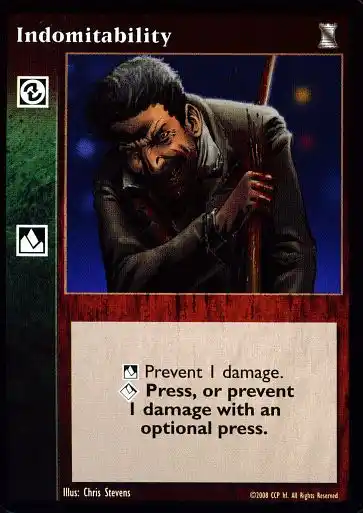 Indomitability
Prevent 1 damage.
Press, or prevent
1 damage with an
optional press.
Illus: Chris Stevens
©2008 CCP hf. All Rights Reserved